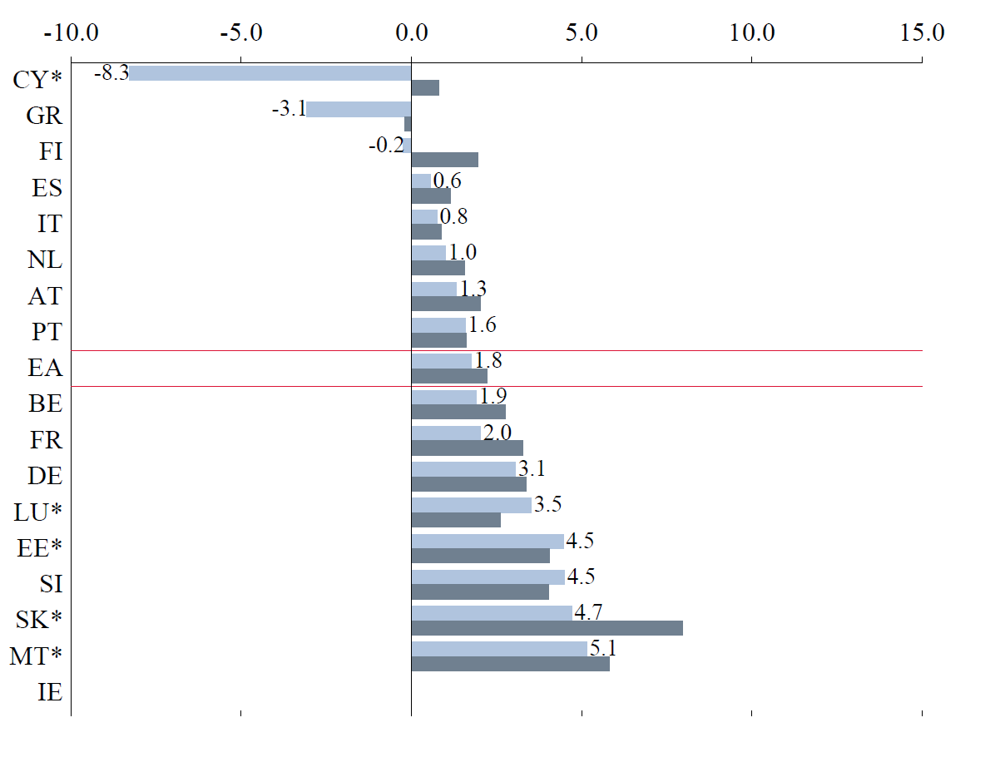 -10.0 -5.0 0.0 5.0 10.0 15.0
CY* -8.3
GR -3.1
FI -0.2
ES 0.6
IT 0.8
NL 1.0
AT 1.3
PT 1.6
EA 1.8
BE 1.9
FR 2.0
DE 3.1
LU* 3.5
EE* 4.5
SI 4.5
SK* 4.7
MT* 5.1
IE